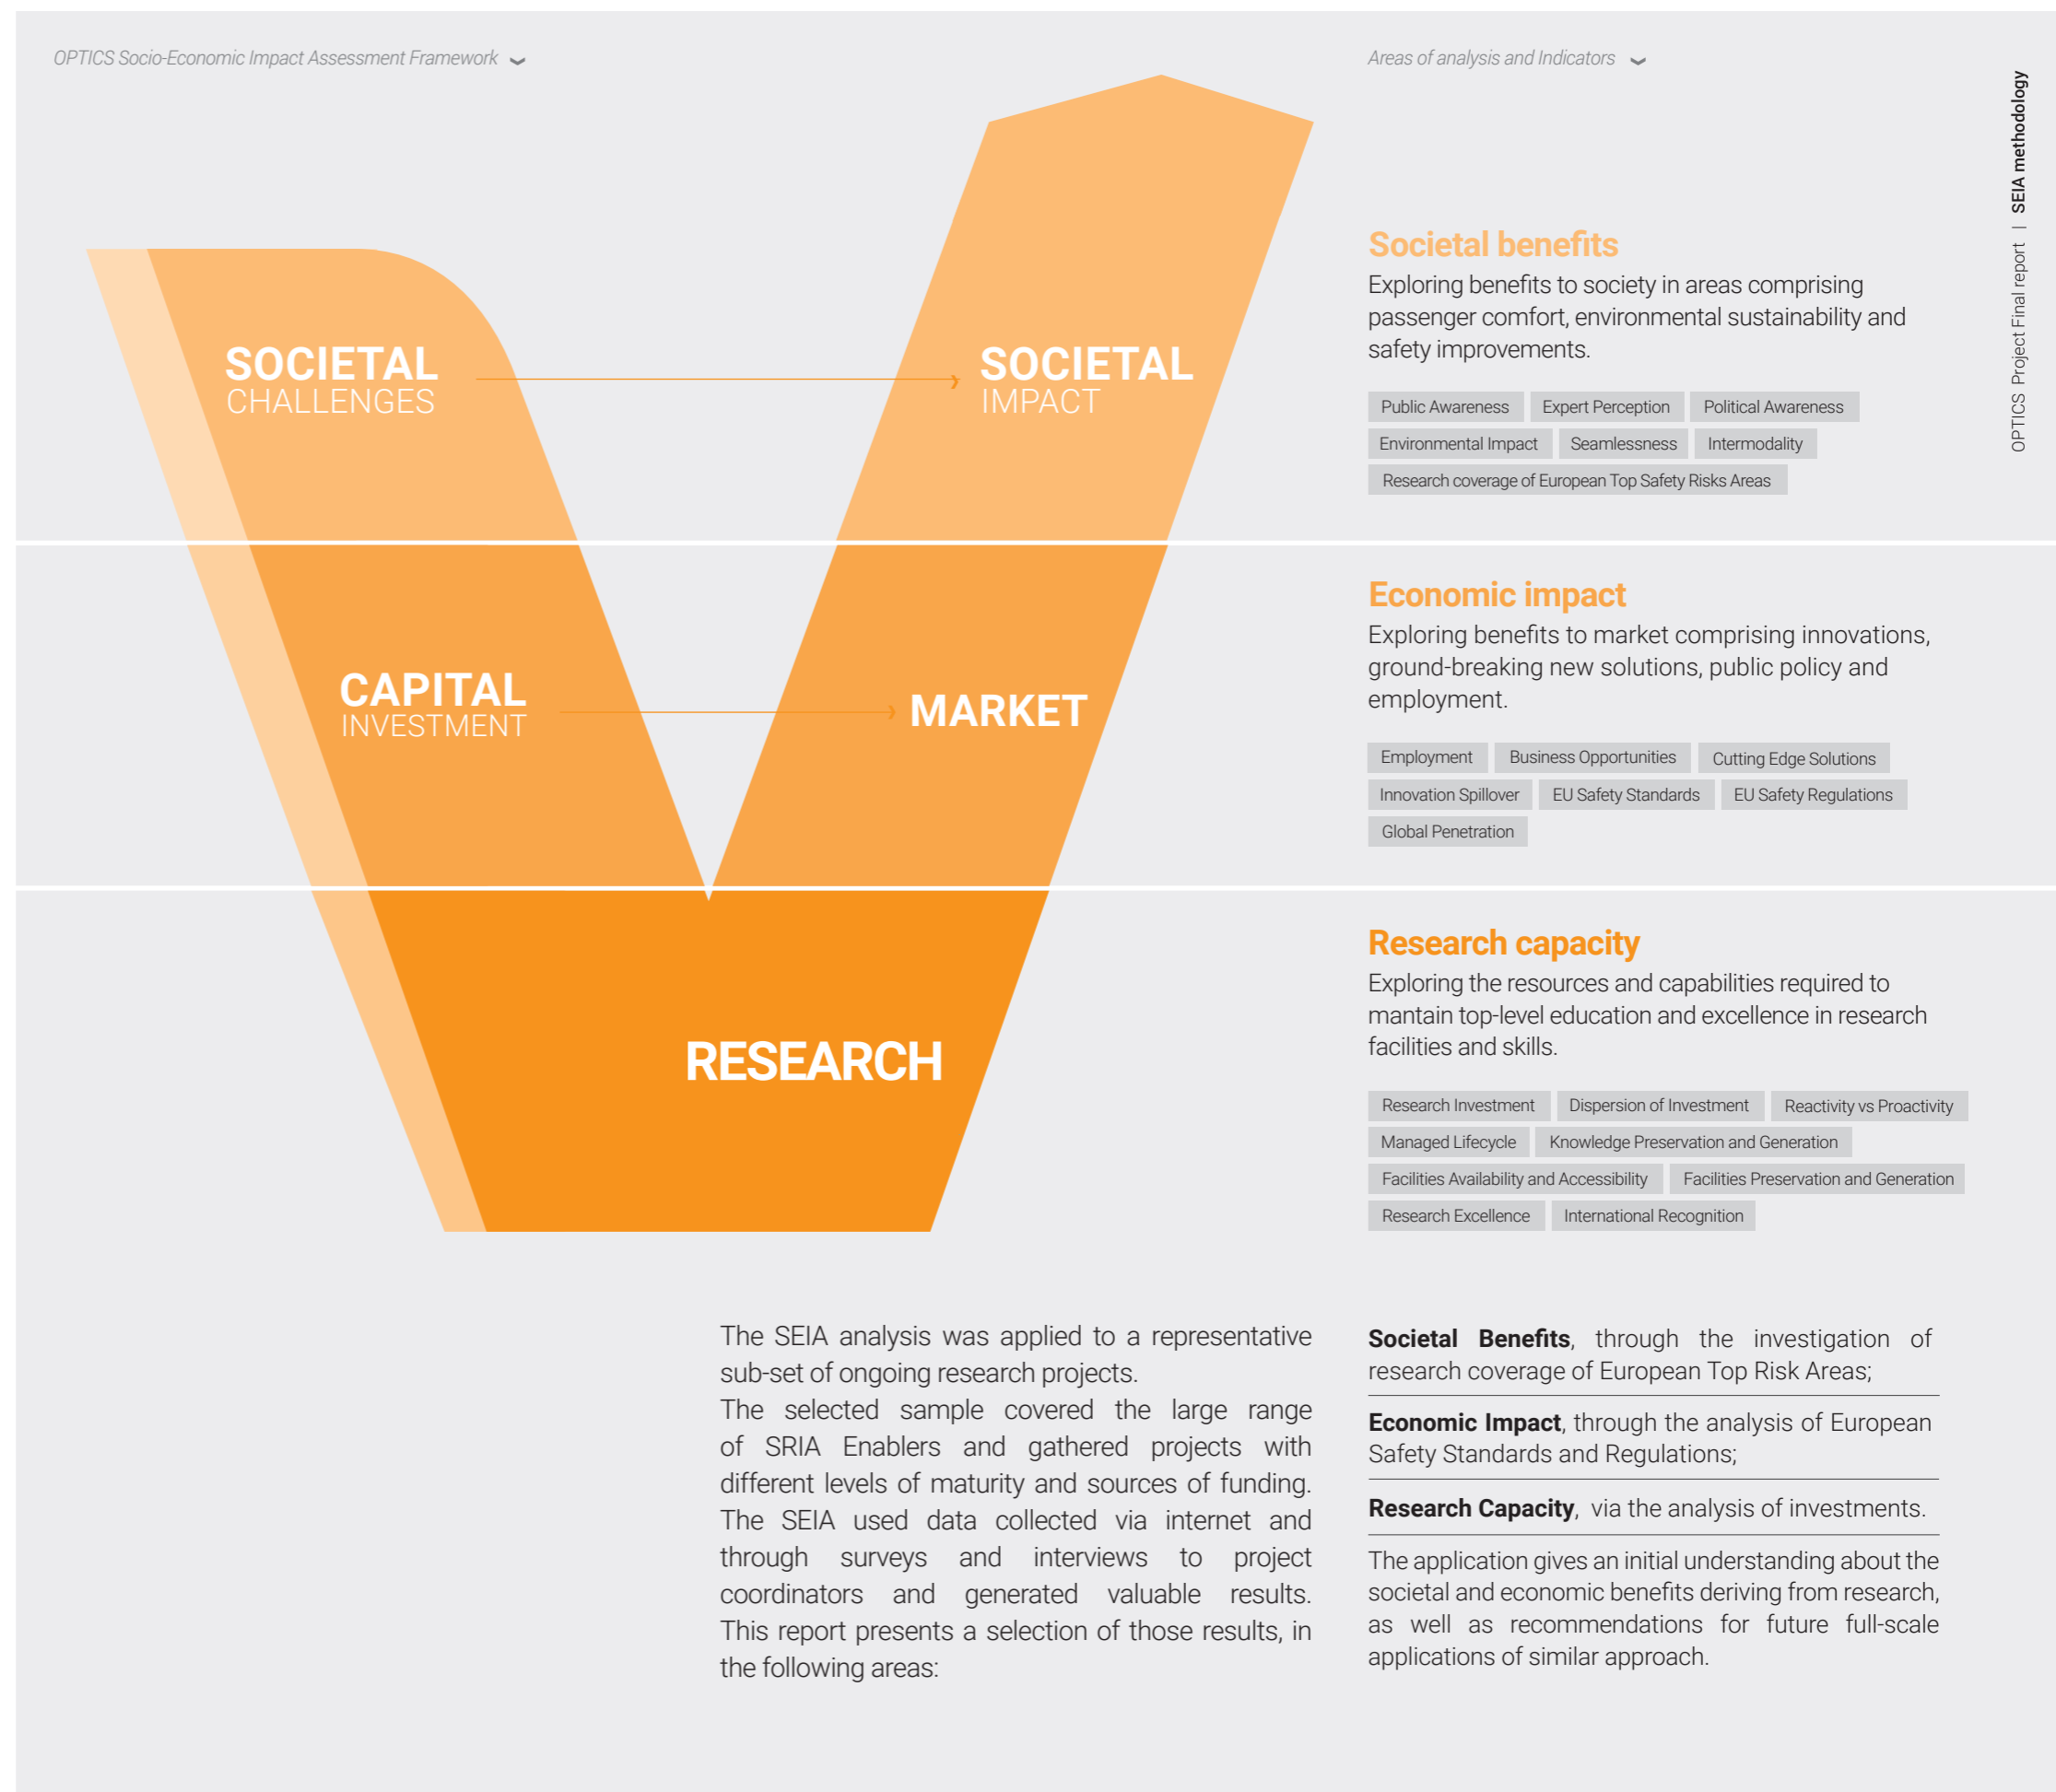 OPTICS Socio-Economic Impact Assessment Framework
Areas of analysis and Indicators
OPTICS Project Final report | SEIA methodology
SOCIETAL
CHALLENGES
SOCIETAL
IMPACT
Societal benefits
Exploring benefits to society in areas comprising
passenger comfort, environmental sustainability and
safety improvements.
Public Awareness Expert Perception Political Awareness
Environmental Impact Seamlessness Intermodality
Research coverage of European Top Safety Risks Areas
CAPITAL
INVESTMENT
MARKET
Economic impact
Exploring benefits to market comprising innovations,
ground-breaking new solutions, public policy and
employment.
Employment Business Opportunities Cutting Edge Solutions
Innovation Spillover EU Safety Standards EU Safety Regulations
Global Penetration
RESEARCH
Research capacity
Exploring the resources and capabilities required to
mantain top-level education and excellence in research
facilities and skills.
Research Investment Dispersion of Investment Reactivity vs Proactivity
Managed Lifecycle Knowledge Preservation and Generation
Facilities Availability and Accessibility Facilities Preservation and Generation
Research Excellence International Recognition
The SEIA analysis was applied to a representative
sub-set of ongoing research projects.
The selected sample covered the large range
of SRIA Enablers and gathered projects with
different levels of maturity and sources of funding.
The SEIA used data collected via internet and
through surveys and interviews to project
coordinators and generated valuable results.
This report presents a selection of those results, in
the following areas:
Societal Benefits, through the investigation of
research coverage of European Top Risk Areas;
Economic Impact, through the analysis of European
Safety Standards and Regulations;
Research Capacity, via the analysis of investments.
The application gives an initial understanding about the
societal and economic benefits deriving from research,
as well as recommendations for future full-scale
applications of similar approach.